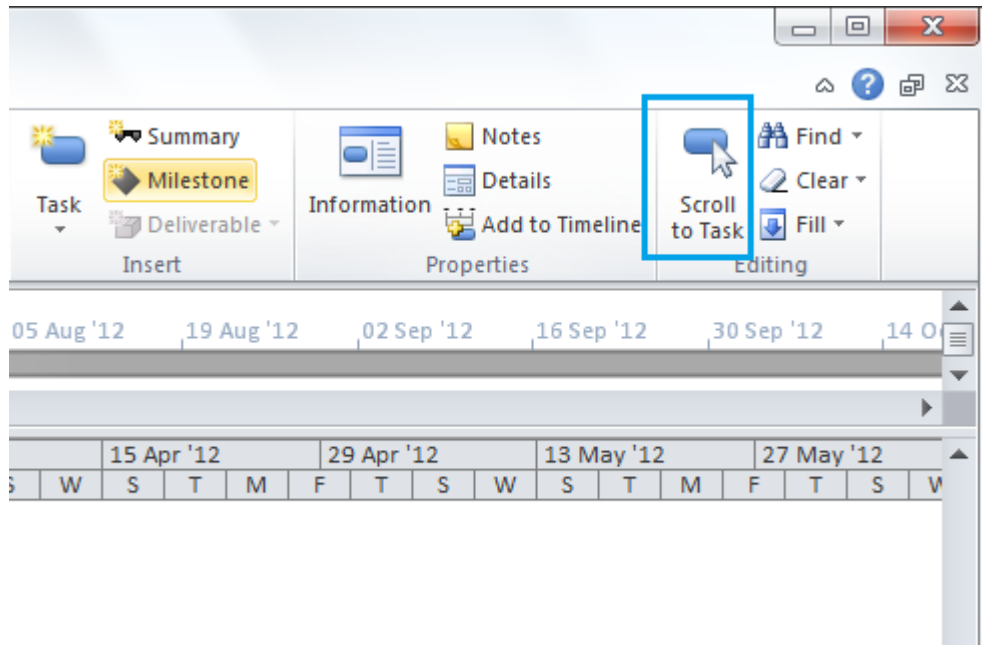 Summary
Milestone
Deliverable
Task
Insert
Information
Notes
Details
Add to Timeline
Properties
Scroll
to Task
Find
Clear
Fill
Editing
05 Aug '12 19 Aug '12 02 Sep '12 16 Sep '12 30 Sep '12 14 O
15 Apr '12 29 Apr '12 13 May '12 27 May '12
S W S T M F T S W S T M F T S W